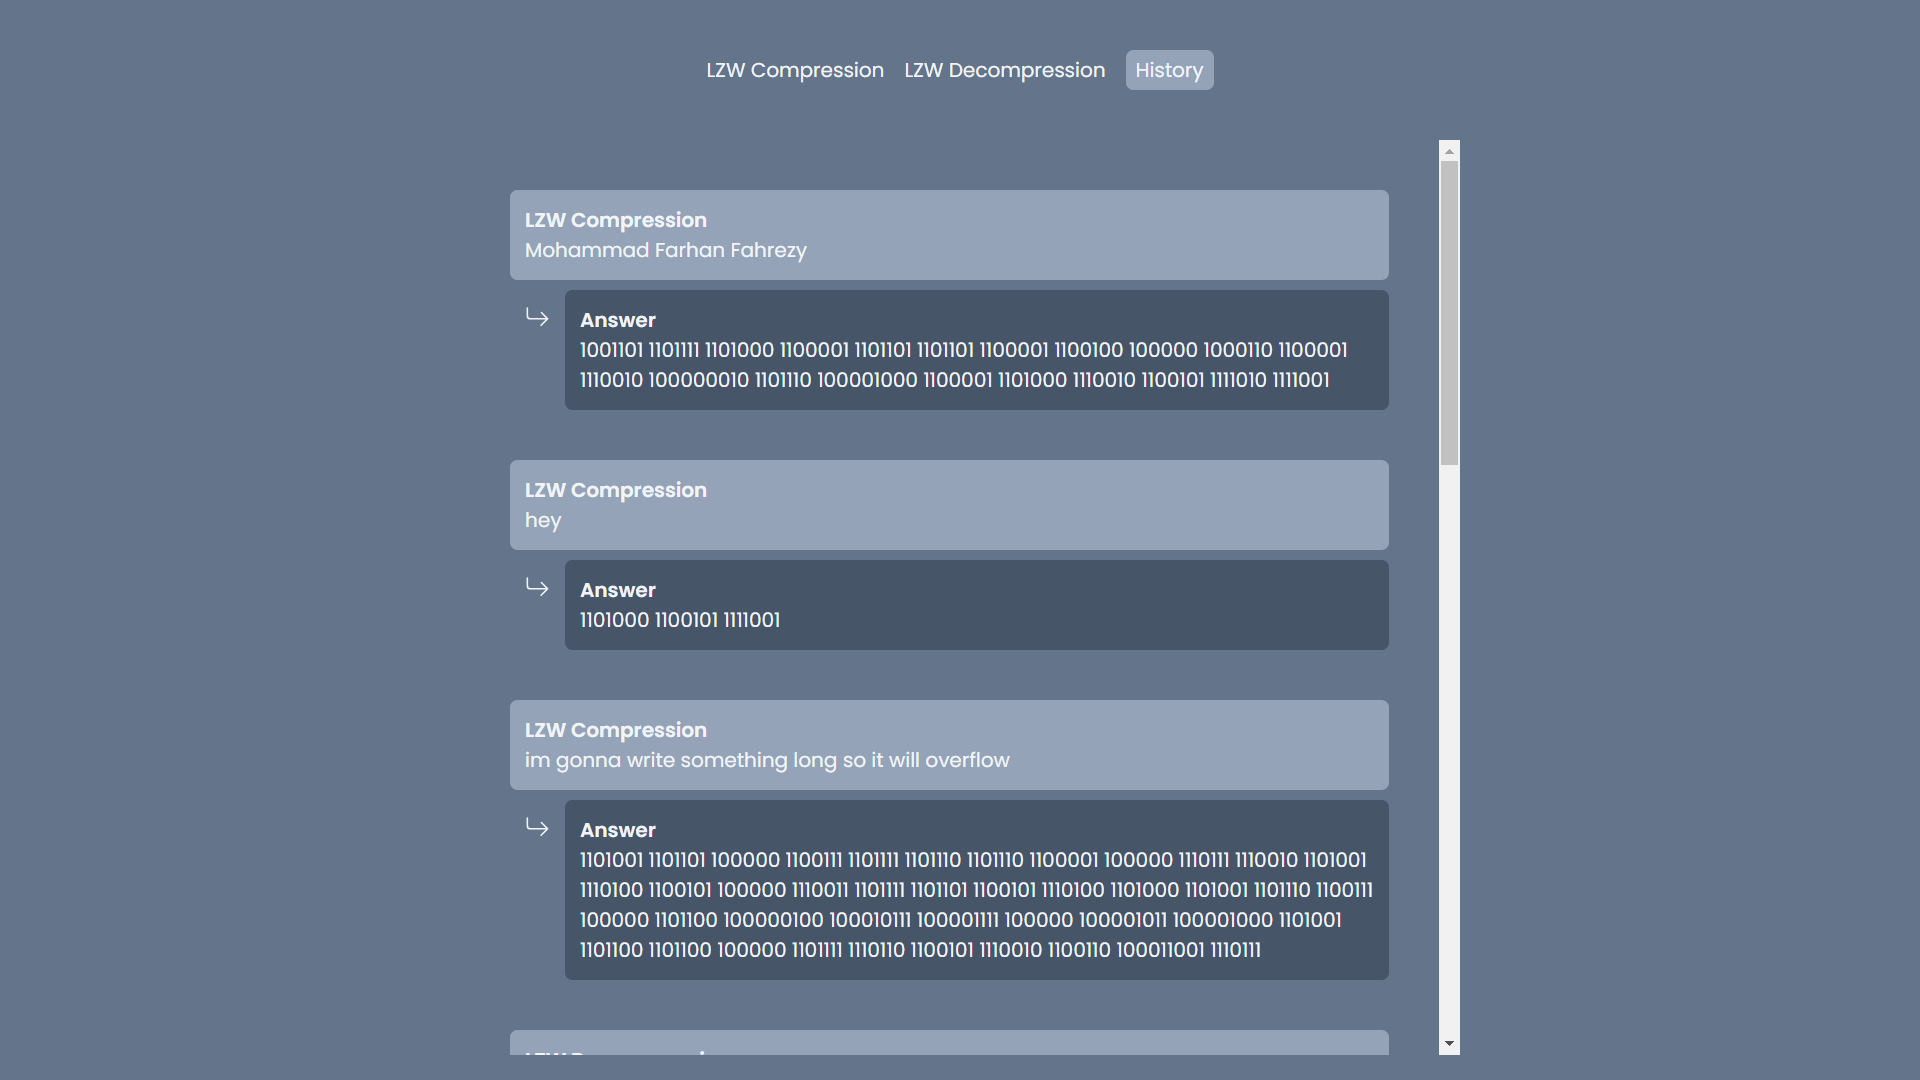 LZW Compression LZW Decompression History
LZW Compression
Mohammad Farhan Fahrezy
Answer
1001101 1101111 1101000 1100001 1101101 1101101 1100001 1100100 100000 1000110 1100001
1110010 100000010 1101110 100001000 1100001 1101000 1110010 1100101 1111010 1111001
LZW Compression
hey
Answer
1101000 1100101 1111001
LZW Compression
im gonna write something long so it will overflow
Answer
1101001 1101101 100000 1100111 1101111 1101110 1101110 1100001 100000 1110111 1110010 1101001
1110100 1100101 100000 1110011 1101111 1101101 1100101 1110100 1101000 1101001 1101110 1100111
100000 1101100 100000100 100010111 100001111 100000 100001011 100001000 1101001
1101100 1101100 100000 1101111 1110110 1100101 1110010 1100110 100011001 1110111